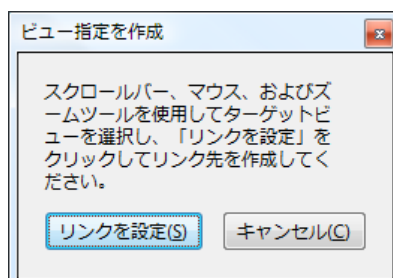 ビュー指定を作成
スクロールバー、マウス、およびズ
ームツールを使用してターゲットビ
ューを選択し、「リンクを設定」を
クリックしてリンク先を作成してく
ださい。
リンクを設定(S) キャンセル(C)